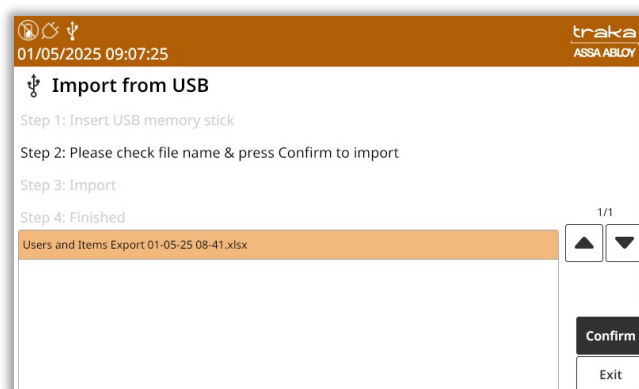 traka
01/05/2025 09:07:25
ASSA ABLOY
Import from USB
Step 1: Insert USB memory stick
Step 2: Please check file name & press Confirm to import
Step 3: Import
Step 4: Finished
1/1
Users and Items Export 01-05-25 08-41.xlsx
Confirm
Exit